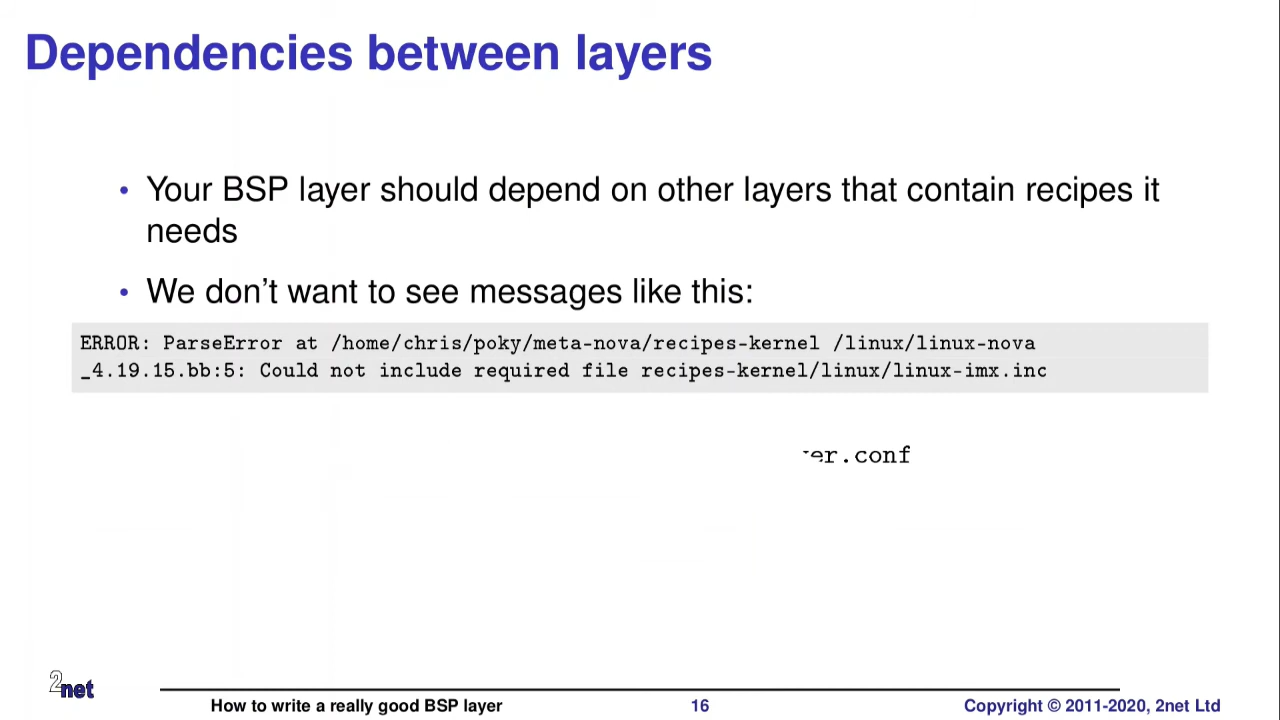 Dependencies between layers
• Your BSP layer should depend on other layers that contain recipes it
needs
• We don't want to see messages like this:
ERROR: ParseError at /home/chris/poky/meta-nova/recipes-kernel /linux/linux-nova
_4.19.15.bb:5: Could not include required file recipes-kernel/linux/linux-imx.inc
er.conf
2net
How to write a really good BSP layer 16 Copyright © 2011-2020, 2net Ltd